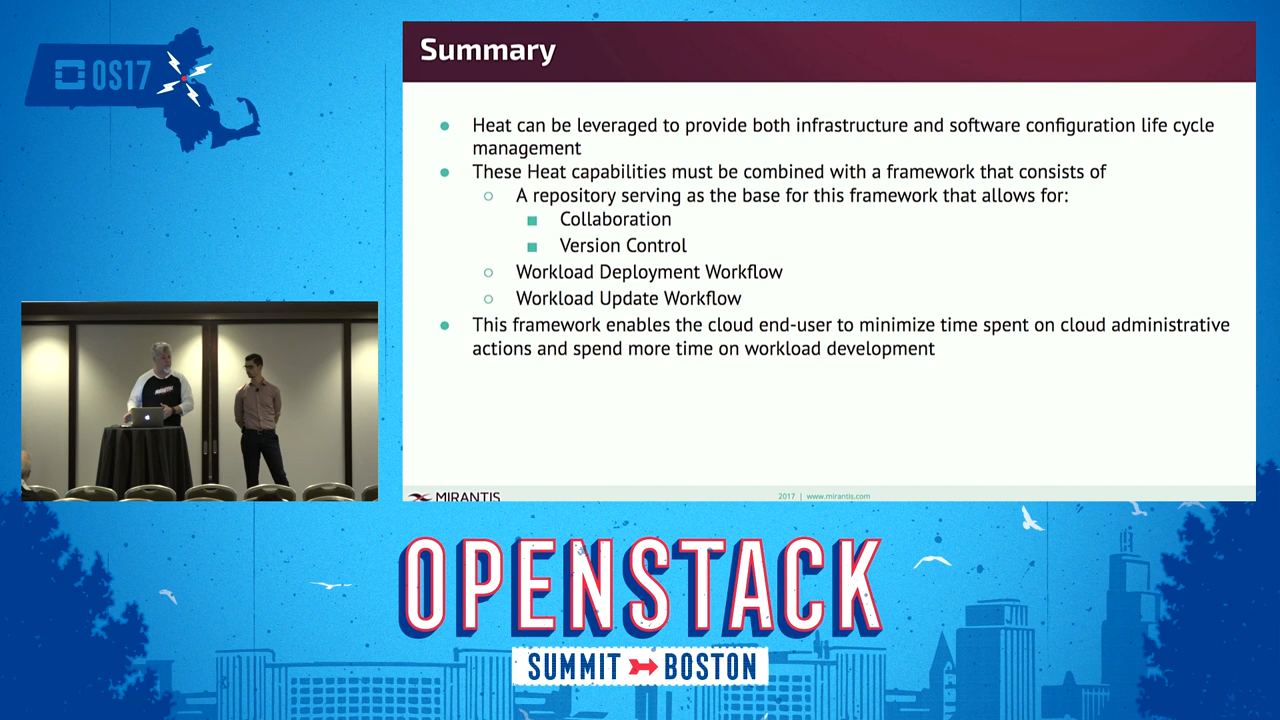 OS17
Summary
Heat can be leveraged to provide both infrastructure and software configuration life cycle
management
These Heat capabilities must be combined with a framework that consists of
A repository serving as the base for this framework that allows for:
Collaboration
Version Control
Workload Deployment Workflow
Workload Update Workflow
This framework enables the cloud end-user to minimize time spent on cloud administrative
actions and spend more time on workload development
MIRANTIS
2017 | www.mirantis.com
OPENSTACK
SUMMIT BOSTON